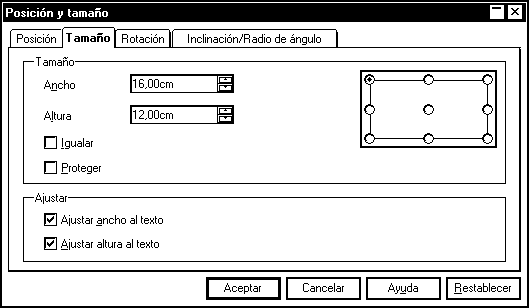 Posición y tamaño
Posición Tamaño Rotación Inclinación/Radio de ángulo
Tamaño
Ancho 16,00cm
Altura 12,00cm
Igualar
Proteger
Ajustar
Ajustar ancho al texto
Ajustar altura al texto
Aceptar Cancelar Ayuda Restablecer